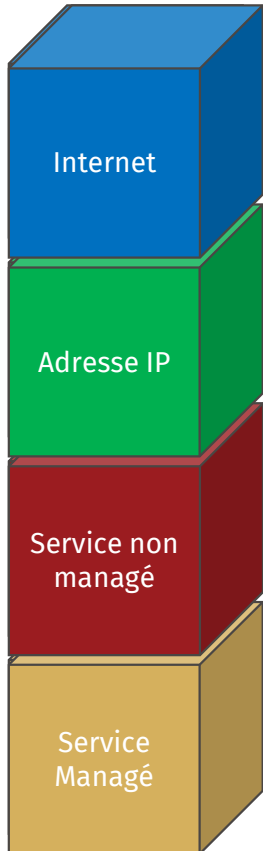 Internet
Adresse IP
Service non
managé
Service
Managé